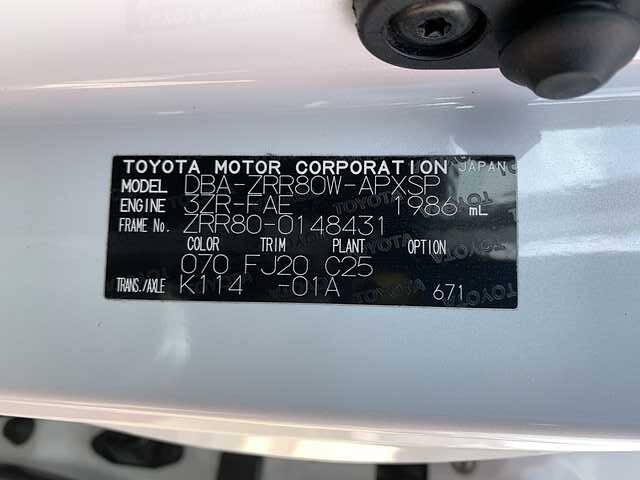 TOYOTA MOTOR CORPORATION JAPAN
MODEL DBA-ZRR80W-APXSP
ENGINE 3ZR-FAE 1986 mL
FRAME No. ZRR80-0148431
COLOR TRIM PLANT OPTION
070 FJ20 C25
TRANS./AXLE K114 -01A 671